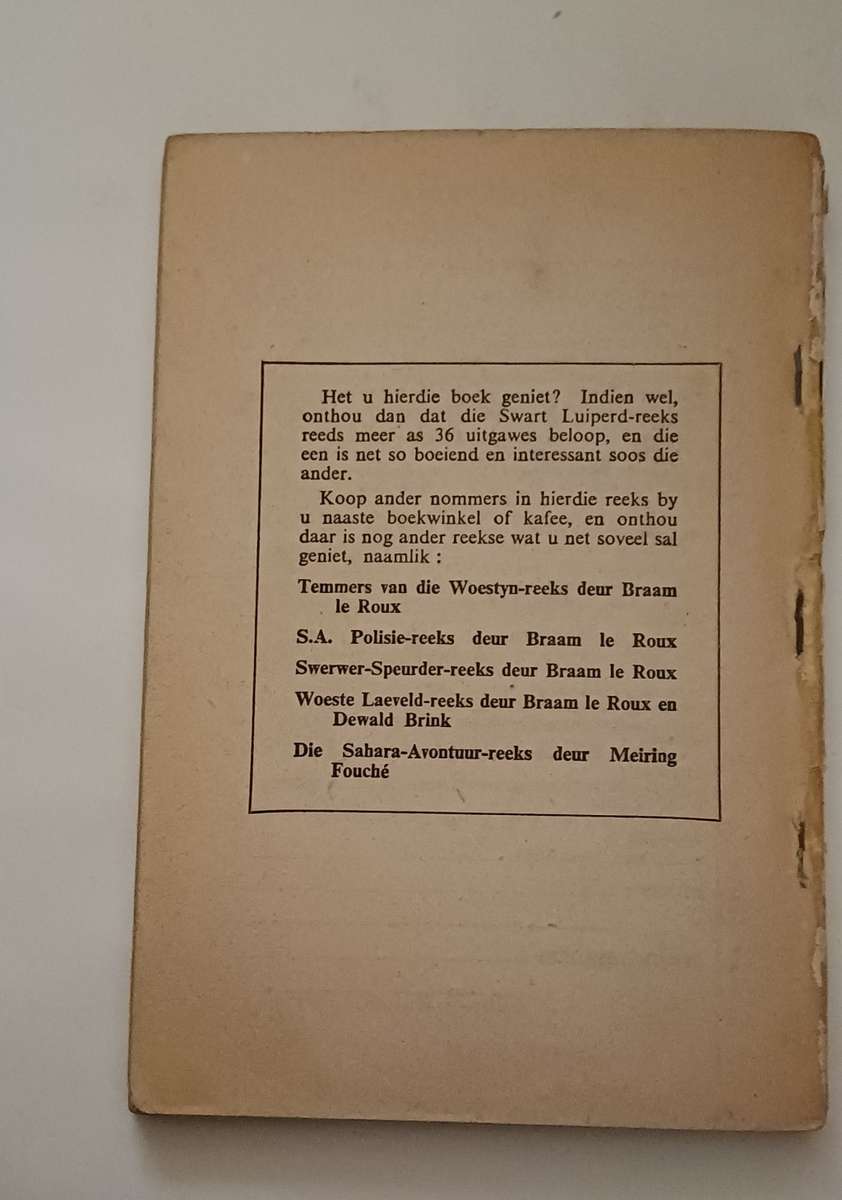 Het u hierdie boek geniet? Indien wel,
onthou dan dat die Swart Luiperd-reeks
reeds meer as 36 uitgawes beloop, en die
een is net so boeiend en interessant soos die
ander.
Koop ander nommers in hierdie reeks by
u naaste boekwinkel of kafee, en onthou
daar is nog ander reekse wat u net soveel sal
geniet, naamlik :
Temmers van die Woestyn-reeks deur Braam
le Roux
S.A. Polisie-reeks deur Braam le Roux
Swerwer-Speurder-reeks deur Braam le Roux
Woeste Laeveld-reeks deur Braam le Roux en
Dewald Brink
Die Sahara-Avontuur-reeks deur Meiring
Fouché